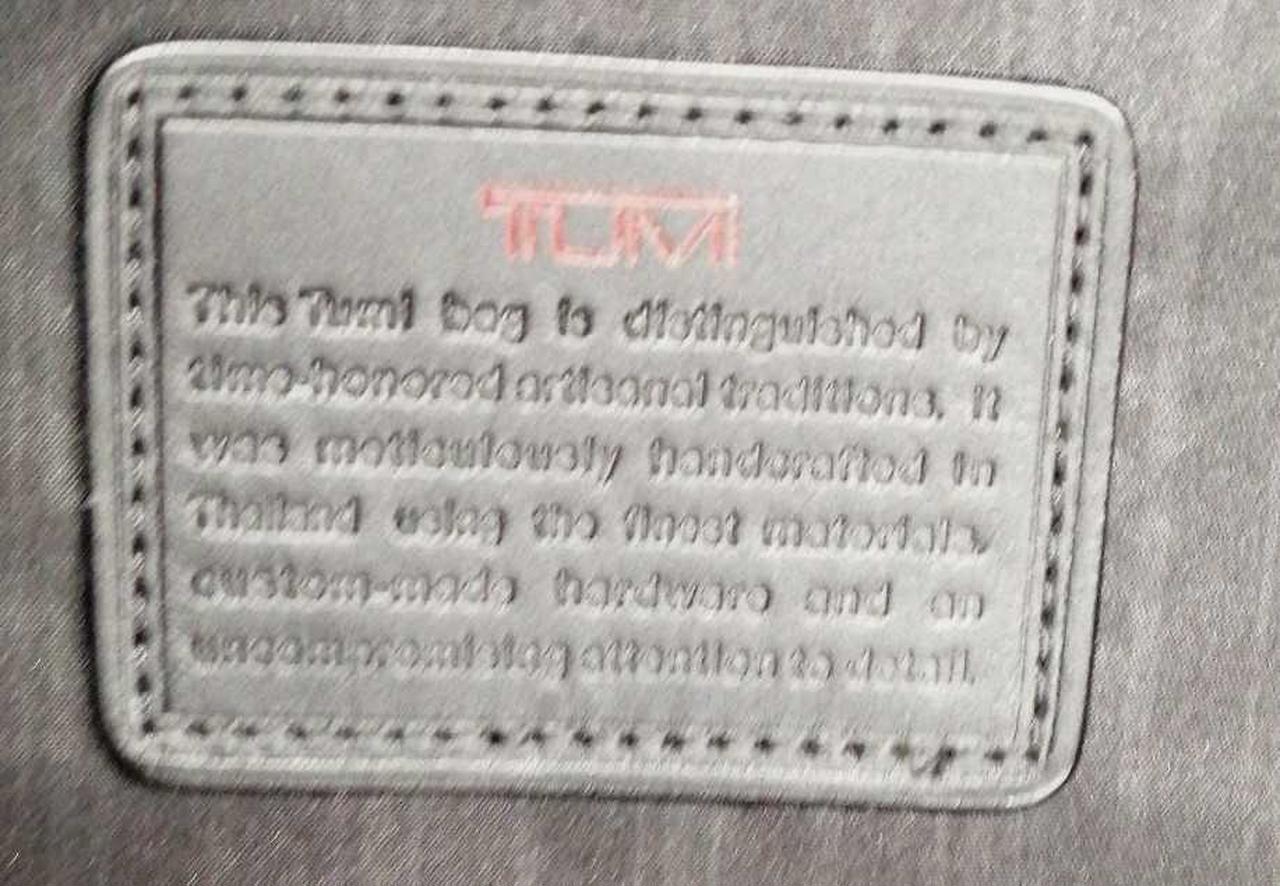 TUMI
This Tumi bag is distinguished by
time-honored artisanal traditions. It
was meticulously handcrafted in
Thailand using the finest materials,
custom-made hardware and an
uncompromising attention to detail.